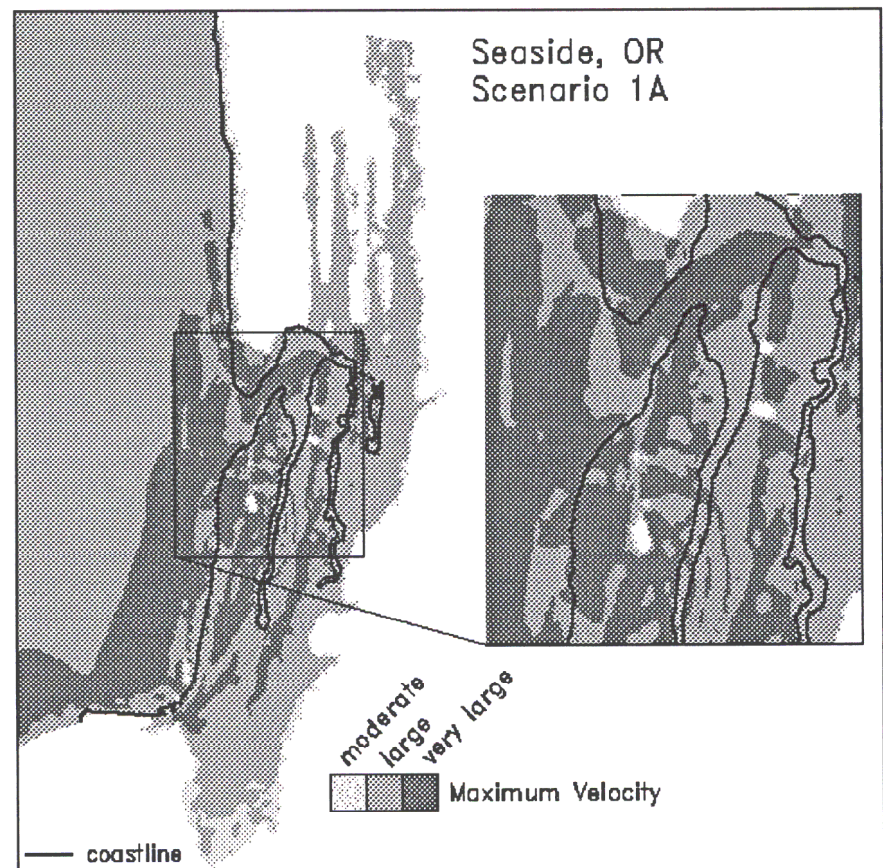 Seaside, OR
Scenario 1A
moderate
large
very large
Maximum Velocity
coastline